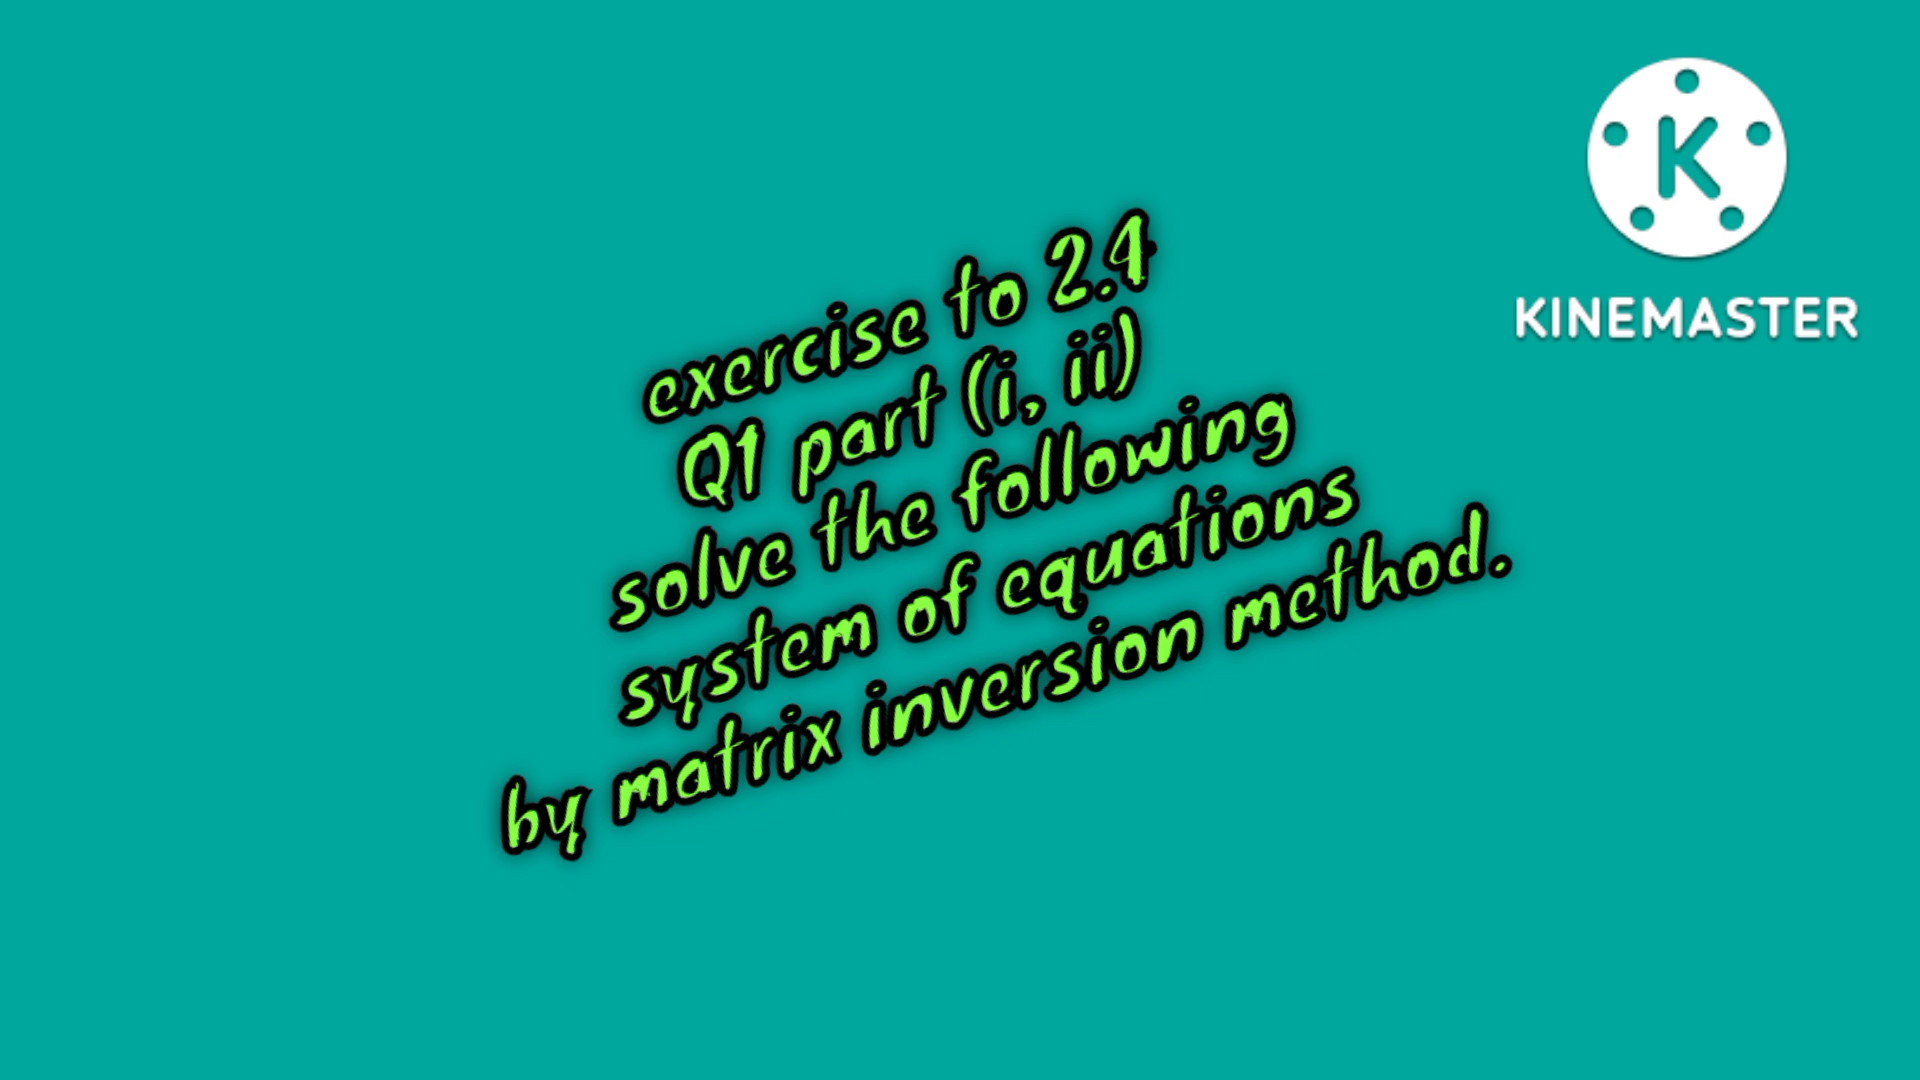 KINEMASTER
exercise to 2.4
Q1 part (i, ii)
solve the following
system of equations
by matrix inversion method.